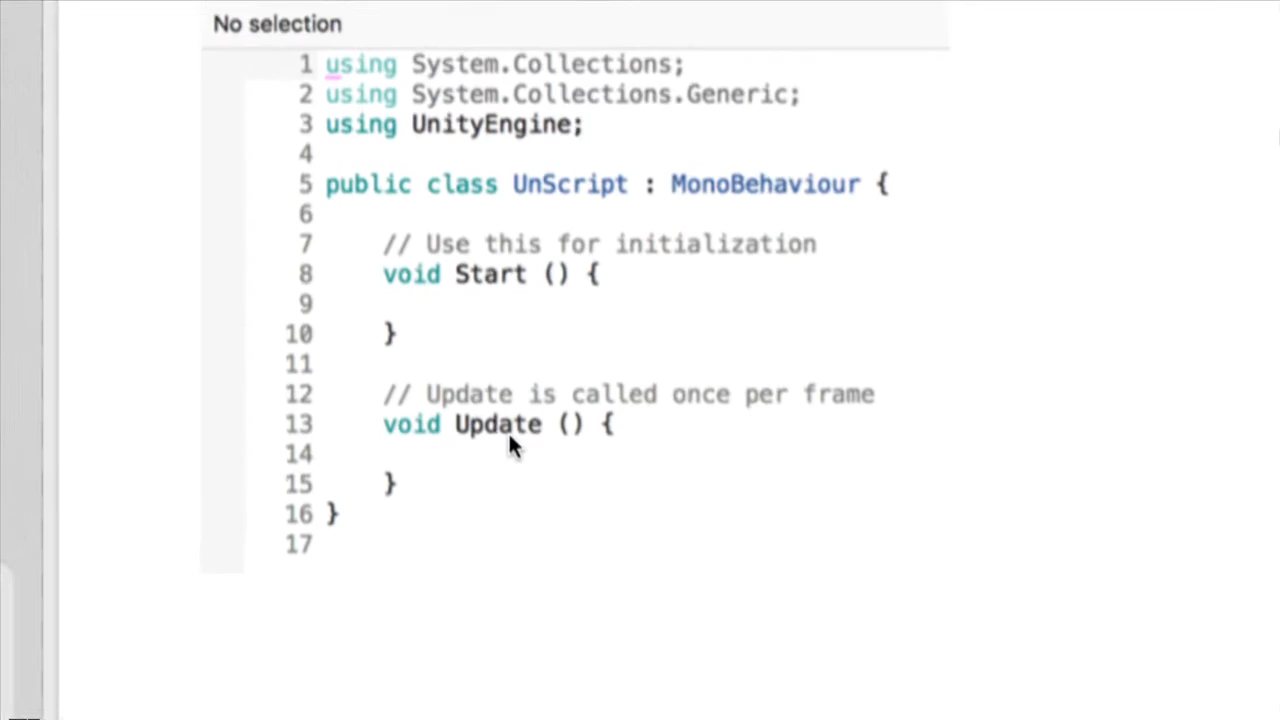 No selection
1 using System.Collections;
2 using System.Collections.Generic;
3 using UnityEngine;
4
5 public class UnScript : MonoBehaviour {
6
7     // Use this for initialization
8     void Start () {
9
10     }
11
12     // Update is called once per frame
13     void Update () {
14
15     }
16 }
17